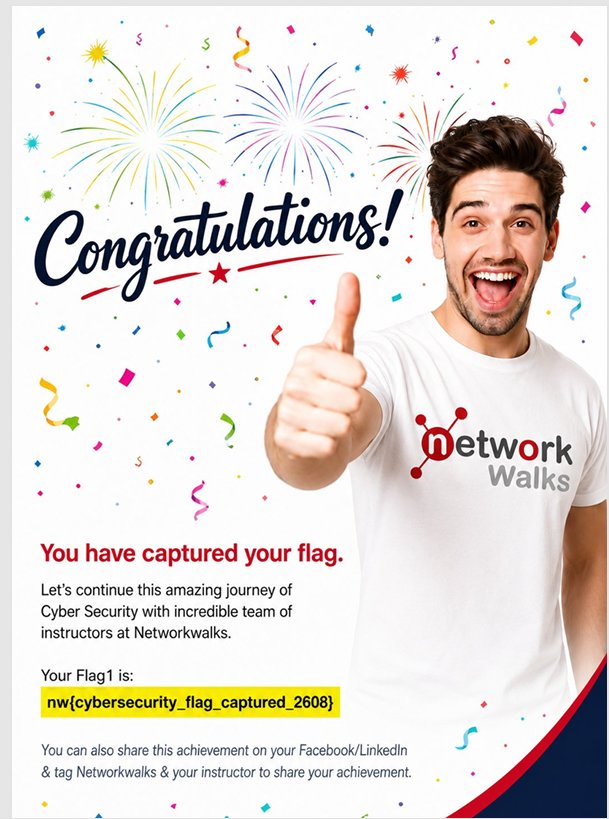 Congratulations!
network
Walks
You have captured your flag.
Let's continue this amazing journey of
Cyber Security with incredible team of
instructors at Networkwalks.
Your Flag1 is:
nw{cybersecurity_flag_captured_2608}
You can also share this achievement on your Facebook/LinkedIn
& tag Networkwalks & your instructor to share your achievement.